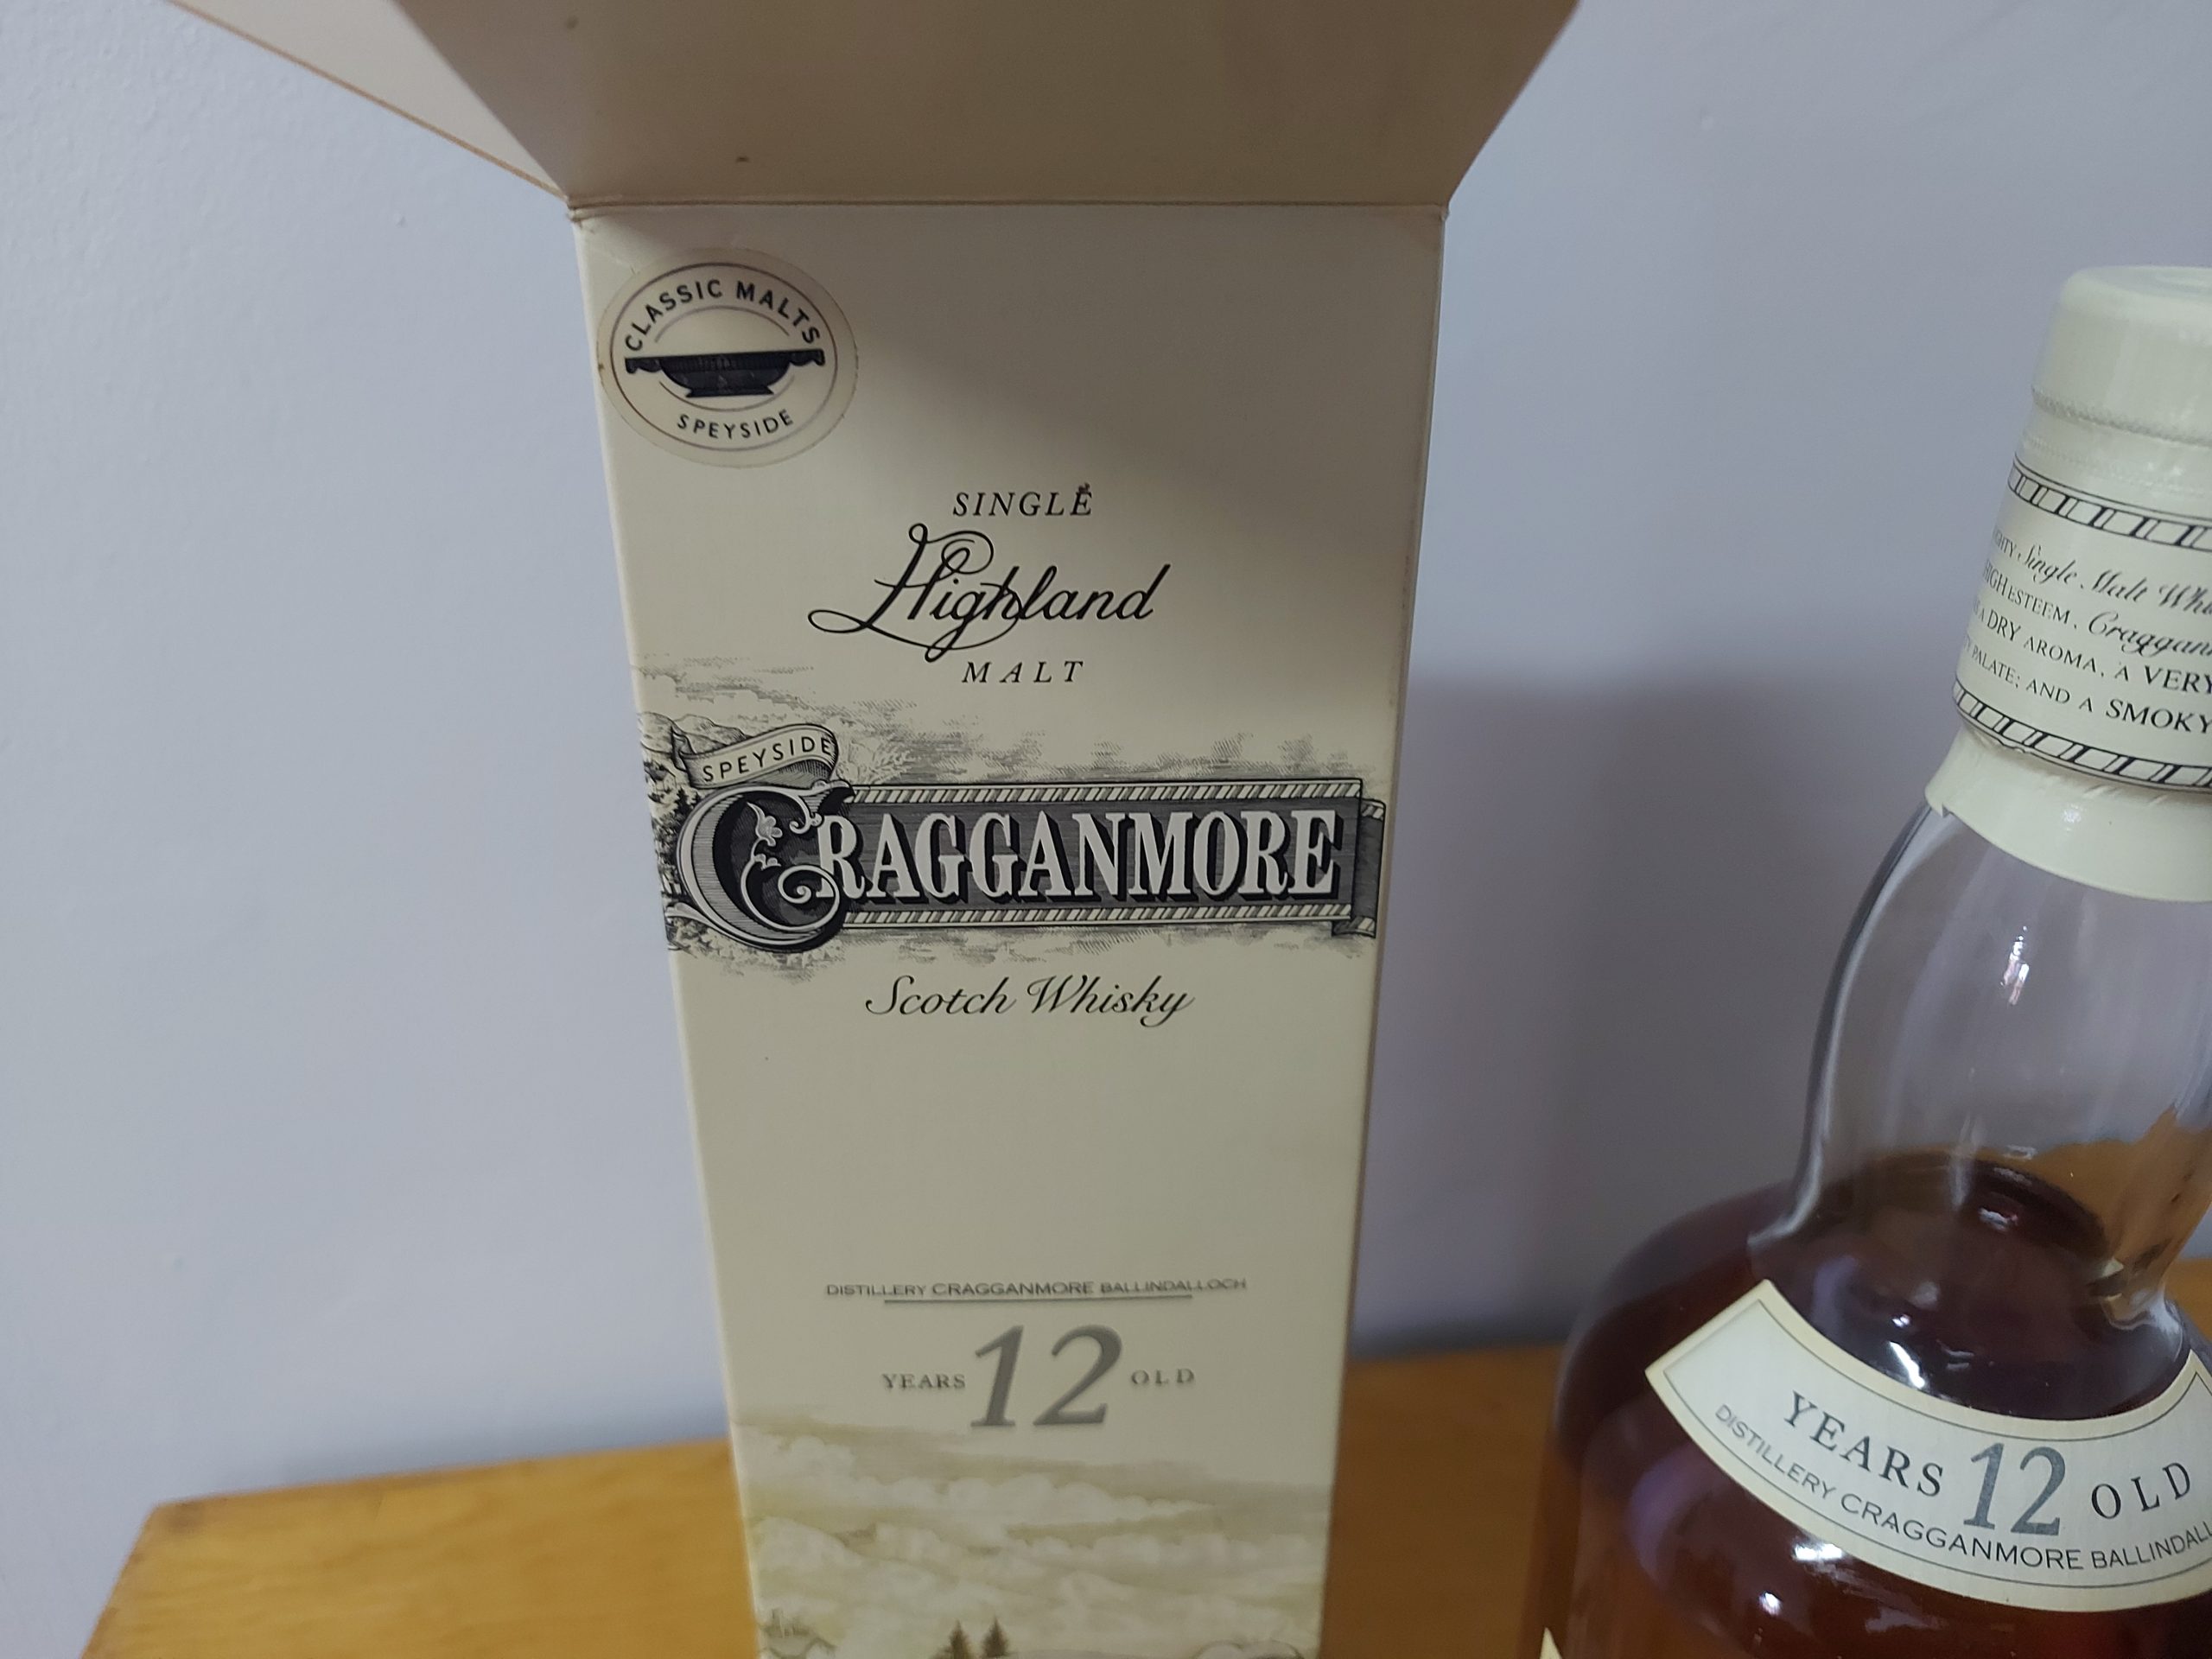 CLASSIC MALTS
SPEYSIDE
SINGLE
Highland
MALT
SPEYSIDE
CRAGGANMORE
Scotch Whisky
DISTILLERY CRAGGANMORE BALLINDALLOCH
YEARS 12 OLD
Single Malt
HIGH ESTEEM,
A DRY AROMA, A VERY
PALATE; AND A SMOKY
YEARS 12 OLD
DISTILLERY CRAGGANMORE